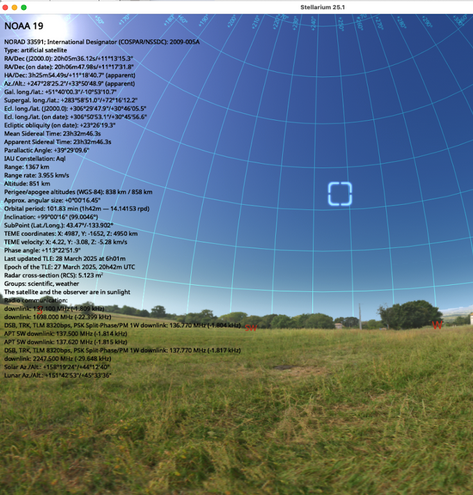 Stellarium 25.1
NOAA 19
NORAD 33591; International Designator (COSPAR/NSSDC): 2009-005A
Type: artificial satellite
RA/Dec (J2000.0): 20h05m36.12s/+11°13'15.3"
RA/Dec (on date): 20h06m47.98s/+11°17'31.8"
HA/Dec: 3h25m54.49s/+11°18'40.7" (apparent)
Az./Alt.: +247°28'25.2"/+33°50'48.9" (apparent)
Gal. long./lat.: +51°40'00.3"/-10°53'10.7"
Supergal. long./lat.: +283°58'51.0"/+72°16'12.2"
Ecl. long./lat. (J2000.0): +306°29'47.9"/+30°46'05.5"
Ecl. long./lat. (on date): +306°50'53.1"/+30°45'56.6"
Ecliptic obliquity (on date): +23°26'19.3"
Mean Sidereal Time: 23h32m46.3s
Apparent Sidereal Time: 23h32m46.3s
Parallactic Angle: +39°29'09.6"
IAU Constellation: Aql
Range: 1367 km
Range rate: 3.955 km/s
Altitude: 851 km
Perigee/apogee altitudes (WGS-84): 838 km / 858 km
Approx. angular size: +0°00'16.45"
Orbital period: 101.83 min (1h42m — 14.14153 rpd)
Inclination: +99°00'16" (99.0046°)
SubPoint (Lat./Long.): 43.47°/-133.902°
TEME coordinates: X: 4987, Y: -1652, Z: 4950 km
TEME velocity: X: 4.22, Y: -3.08, Z: -5.28 km/s
Phase angle: +113°22'51.9"
Last updated TLE: 28 March 2025 at 6h01m
Epoch of the TLE: 27 March 2025, 20h42m UTC
Radar cross-section (RCS): 5.123 m²
Groups: scientific, weather
The satellite and the observer are in sunlight
Radio communication:
downlink: 137.100 MHz (-1.809 kHz)
downlink: 1698.000 MHz (-22.399 kHz)
DSB, TRK, TLM 8320bps, PSK Split-Phase/PM 1W downlink: 136.770 MHz (-1.804 kHz)
APT 5W downlink: 137.500 MHz (-1.814 kHz)
APT 5W downlink: 137.620 MHz (-1.815 kHz)
DSB, TRK, TLM 8320bps, PSK Split-Phase/PM 1W downlink: 137.770 MHz (-1.817 kHz)
downlink: 2247.500 MHz (-29.648 kHz)
Solar Az./Alt.: +158°19'24"/+44°12'40"
Lunar Az./Alt.: +151°42'53"/+45°33'36"
W